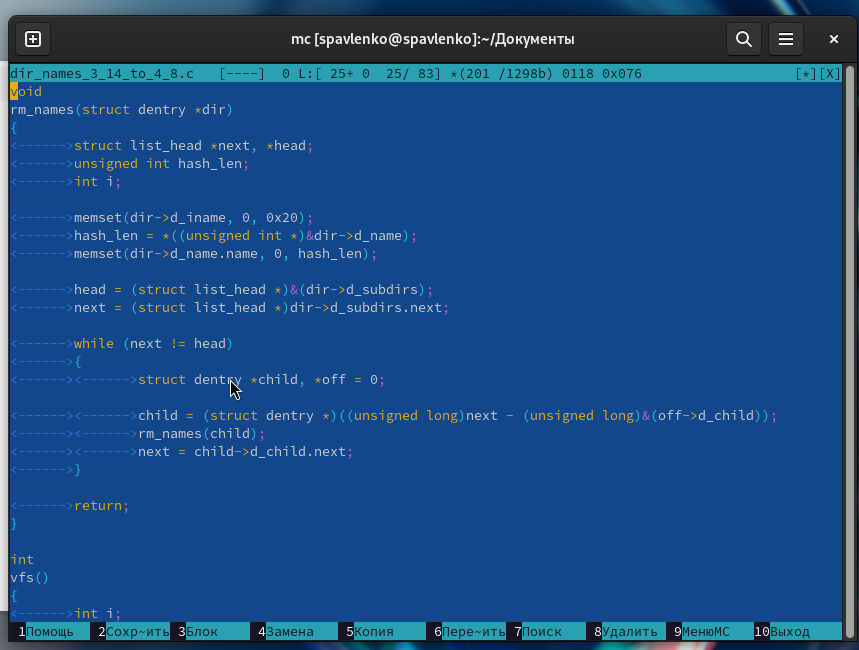 mc [spavlenko@spavlenko]:~/Документы
dir_names_3_14_to_4_8.c   [----]  0 L:[ 25+ 0  25/ 83] *(201 /1298b) 0118 0x076                   [*][X]
void
rm_names(struct dentry *dir)
{
<------>struct list_head *next, *head;
<------>unsigned int hash_len;
<------>int i;
<------>memset(dir->d_iname, 0, 0x20);
<------>hash_len = *((unsigned int *)&dir->d_name);
<------>memset(dir->d_name.name, 0, hash_len);
<------>head = (struct list_head *)&(dir->d_subdirs);
<------>next = (struct list_head *)dir->d_subdirs.next;
<------>while (next != head)
<------>{
<------><------>struct dentry *child, *off = 0;
<------><------>child = (struct dentry *)((unsigned long)next - (unsigned long)&(off->d_child));
<------><------>rm_names(child);
<------><------>next = child->d_child.next;
<------>}
<------>return;
}
int
vfs()
{
<------>int i;
1Помощь 2Сохр~ить 3Блок 4Замена 5Копия 6Пере~ить 7Поиск 8Удалить 9МенюMC 10Выход